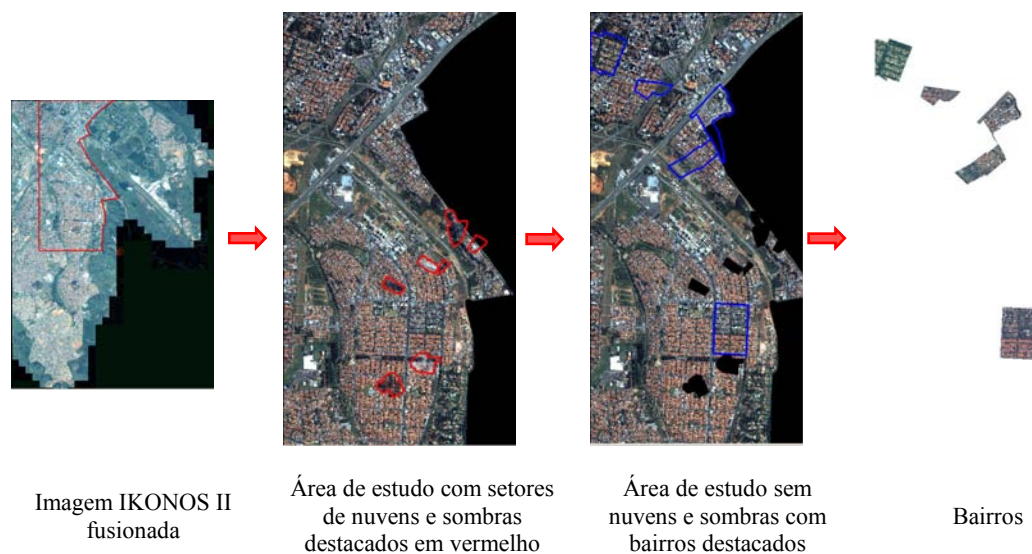 Imagem IKONOS II
fusionada
Área de estudo com setores
de nuvens e sombras
destacados em vermelho
Área de estudo sem
nuvens e sombras com
bairros destacados
Bairros